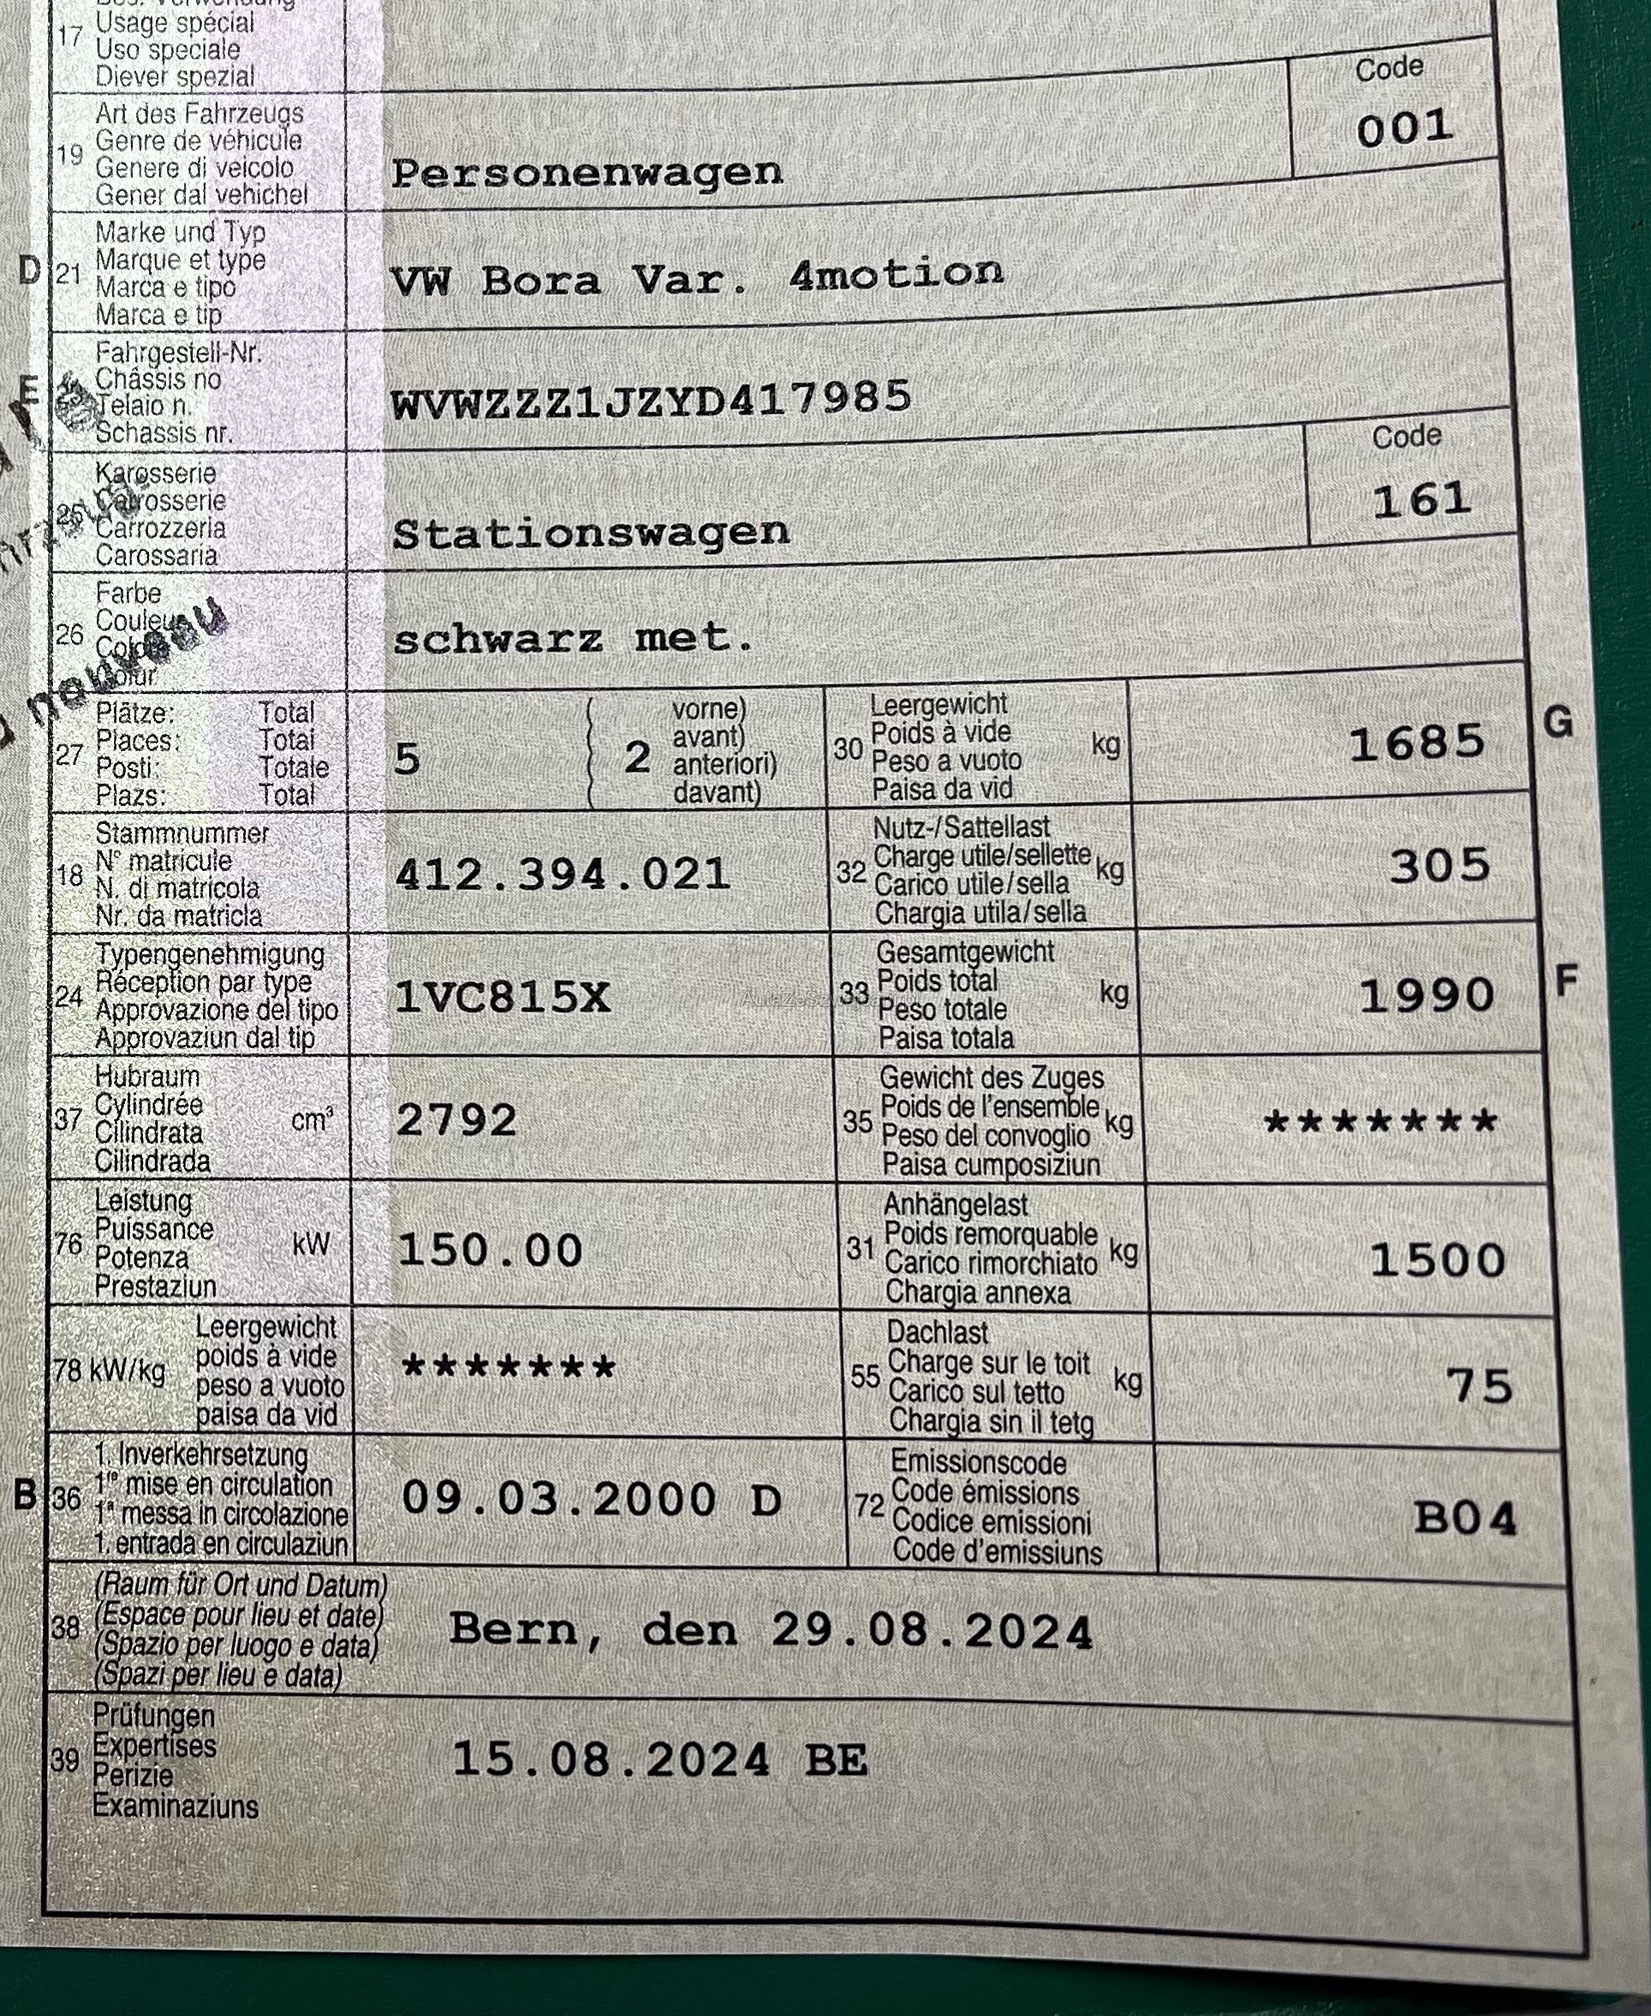 17 Usage spécial
Uso speciale
Diever spezial
Code
001
19 Art des Fahrzeugs
Genre de véhicule
Genere di veicolo
Gener dal vehichel
Personenwagen
D 21 Marke und Typ
Marque et type
Marca e tipo
Marca e tip
VW Bora Var. 4motion
E Fahrgestell-Nr.
Châssis no
Telaio n.
Schassis nr.
WVWZZZ1JZYD417985
Code
161
25 Karosserie
Carrosserie
Carrozzeria
Carossaria
Stationswagen
26 Farbe
Couleur
schwarz met.
nouveau
27 Plätze: Total
Places: Total
Posti: Totale
Plazs: Total
5
2
vorne)
avant)
anteriori)
davant)
30 Leergewicht
Poids à vide
Peso a vuoto
Paisa da vid
kg
1685
G
18 Stammnummer
N° matricule
N. di matricola
Nr. da matricla
412.394.021
32 Nutz-/Sattellast
Charge utile/sellette
Carico utile/sella
Chargia utila/sella
kg
305
24 Typengenehmigung
Réception par type
Approvazione del tipo
Approvaziun dal tip
1VC815X
33 Gesamtgewicht
Poids total
Peso totale
Paisa totala
kg
1990
F
37 Hubraum
Cylindrée
Cilindrata
Cilindrada
cm³
2792
35 Gewicht des Zuges
Poids de l'ensemble
Peso del convoglio
Paisa cumposiziun
kg
*******
76 Leistung
Puissance
Potenza
Prestaziun
kW
150.00
31 Anhängelast
Poids remorquable
Carico rimorchiato
Chargia annexa
kg
1500
78 kW/kg
Leergewicht
poids à vide
peso a vuoto
paisa da vid
*******
55 Dachlast
Charge sur le toit
Carico sul tetto
Chargia sin il tetg
kg
75
B 36 1. Inverkehrsetzung
1re mise en circulation
1a messa in circolazione
1. entrada en circulaziun
09.03.2000 D
72 Emissionscode
Code émissions
Codice emissioni
Code d'emissiuns
B04
38 (Raum für Ort und Datum)
(Espace pour lieu et date)
(Spazio per luogo e data)
(Spazi per lieu e data)
Bern, den 29.08.2024
39 Prüfungen
Expertises
Perizie
Examinaziuns
15.08.2024 BE